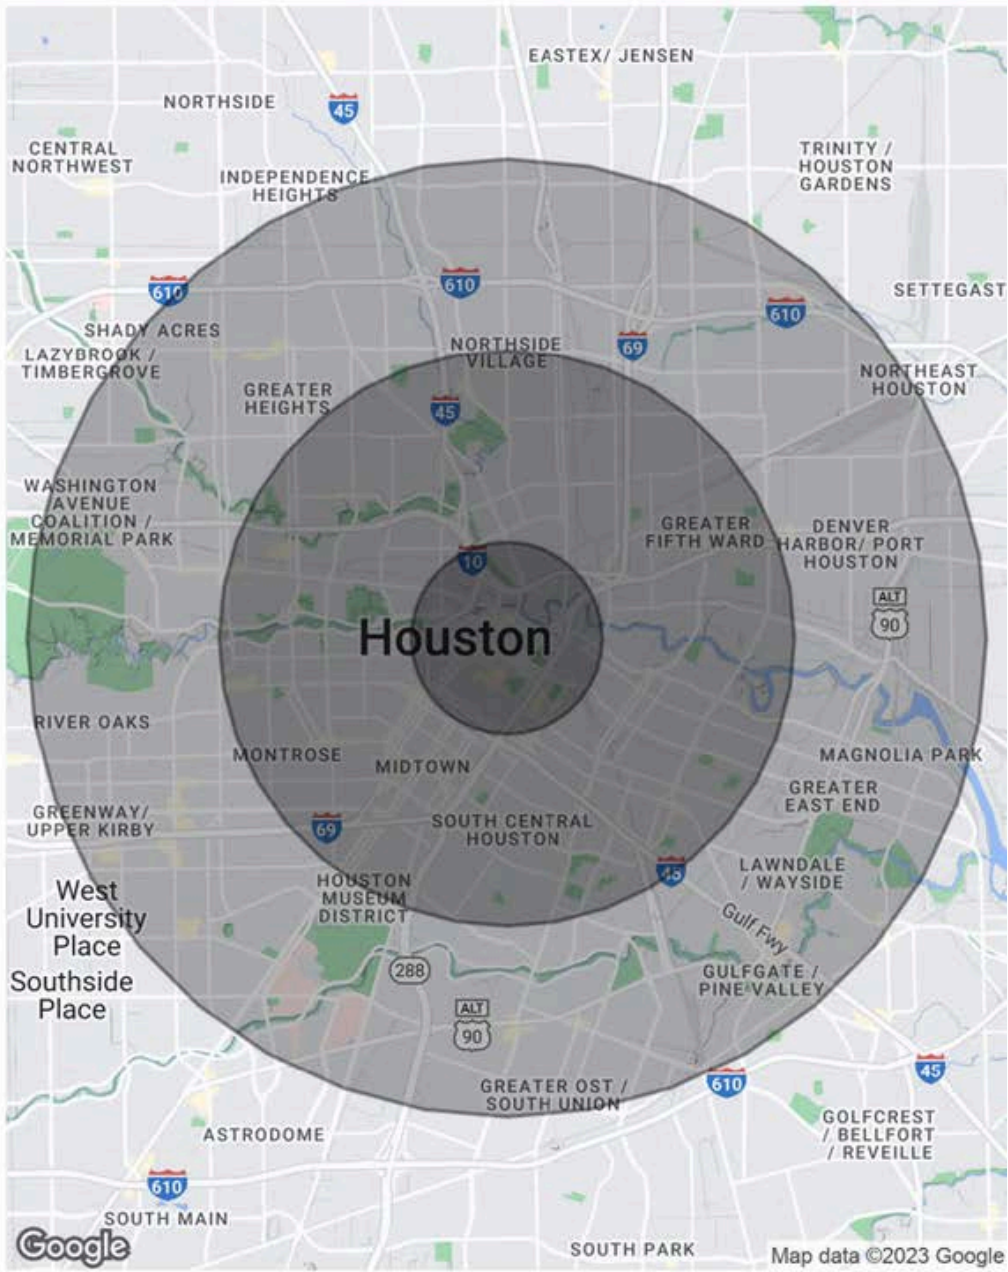 EASTEX/ JENSEN
NORTHSIDE
45
CENTRAL
NORTHWEST
TRINITY /
HOUSTON
GARDENS
INDEPENDENCE
HEIGHTS
610
610
SETTEGAST
610
SHADY ACRES
NORTHSIDE
VILLAGE
69
LAZYBROOK /
TIMBERGROVE
NORTHEAST
HOUSTON
GREATER
HEIGHTS
45
WASHINGTON
AVENUE
COALITION /
MEMORIAL PARK
GREATER
FIFTH WARD
DENVER
HARBOR/ PORT
HOUSTON
10
ALT
90
Houston
RIVER OAKS
MONTROSE
MIDTOWN
MAGNOLIA PARK
GREATER
EAST END
GREENWAY/
UPPER KIRBY
69
SOUTH CENTRAL
HOUSTON
45
LAWNDALE
/ WAYSIDE
HOUSTON
MUSEUM
DISTRICT
West
University
Place
Gulf Fwy
Southside
Place
288
GULFGATE /
PINE VALLEY
ALT
90
45
610
GREATER OST /
SOUTH UNION
GOLFCREST
/ BELLFORT
/ REVEILLE
ASTRODOME
610
SOUTH MAIN
Google
SOUTH PARK
Map data ©2023 Google